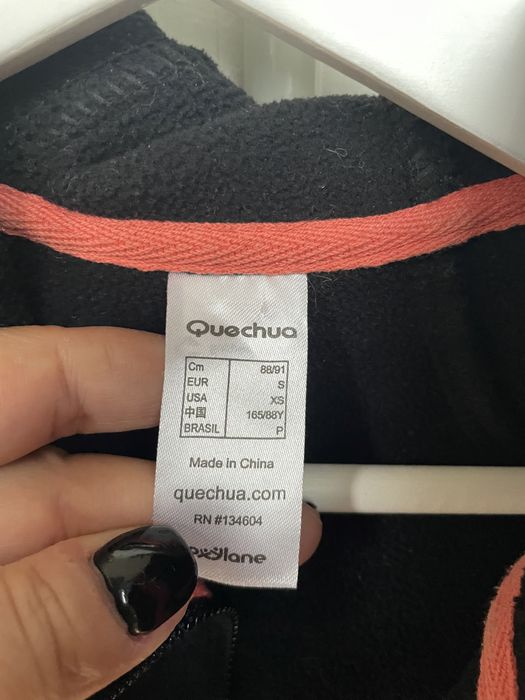 Quechua
Cm 88/91
EUR S
USA XS
中国 165/88Y
BRASIL P
Made in China
quechua.com
RN #134604
oxylane